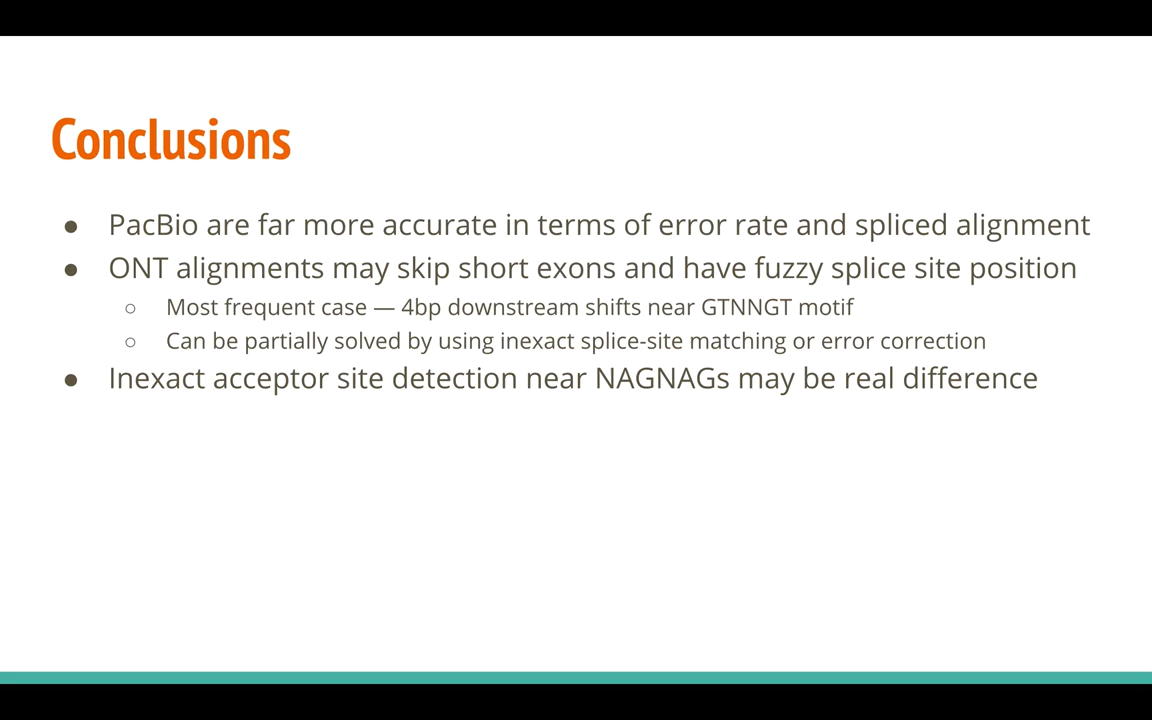 Conclusions
● PacBio are far more accurate in terms of error rate and spliced alignment
● ONT alignments may skip short exons and have fuzzy splice site position
○ Most frequent case — 4bp downstream shifts near GTNNGT motif
○ Can be partially solved by using inexact splice-site matching or error correction
● Inexact acceptor site detection near NAGNAGs may be real difference